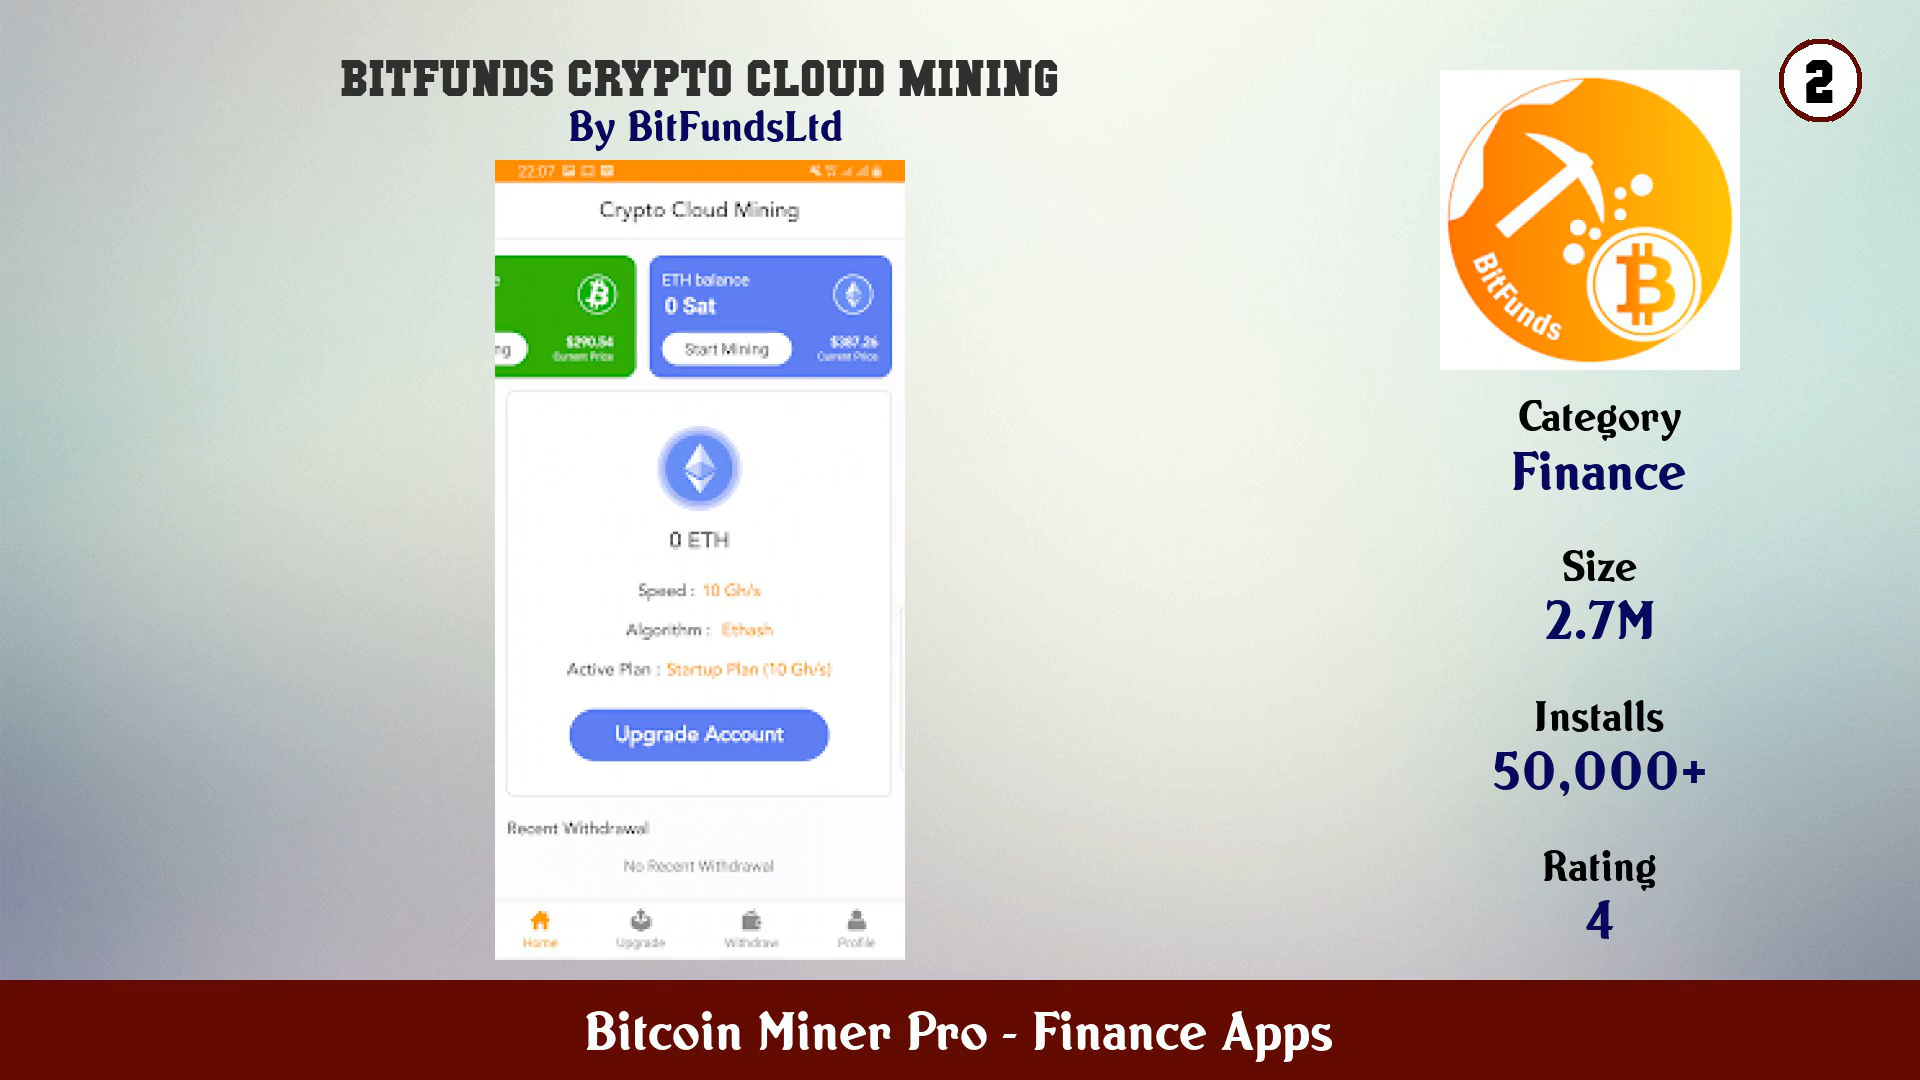 BITFUNDS CRYPTO CLOUD MINING
By BitFundsLtd
2
22:07
Crypto Cloud Mining
ETH balance
0 Sat
$290.54
Current Price
ng
Start Mining
$387.26
Current Price
0 ETH
Speed : 10 Gh/s
Algorithm : Ethash
Active Plan : Startup Plan (10 Gh/s)
Upgrade Account
Recent Withdrawal
No Recent Withdrawal
Home
Upgrade
Withdraw
Profile
BitFunds
Category
Finance
Size
2.7M
Installs
50,000+
Rating
4
Bitcoin Miner Pro - Finance Apps